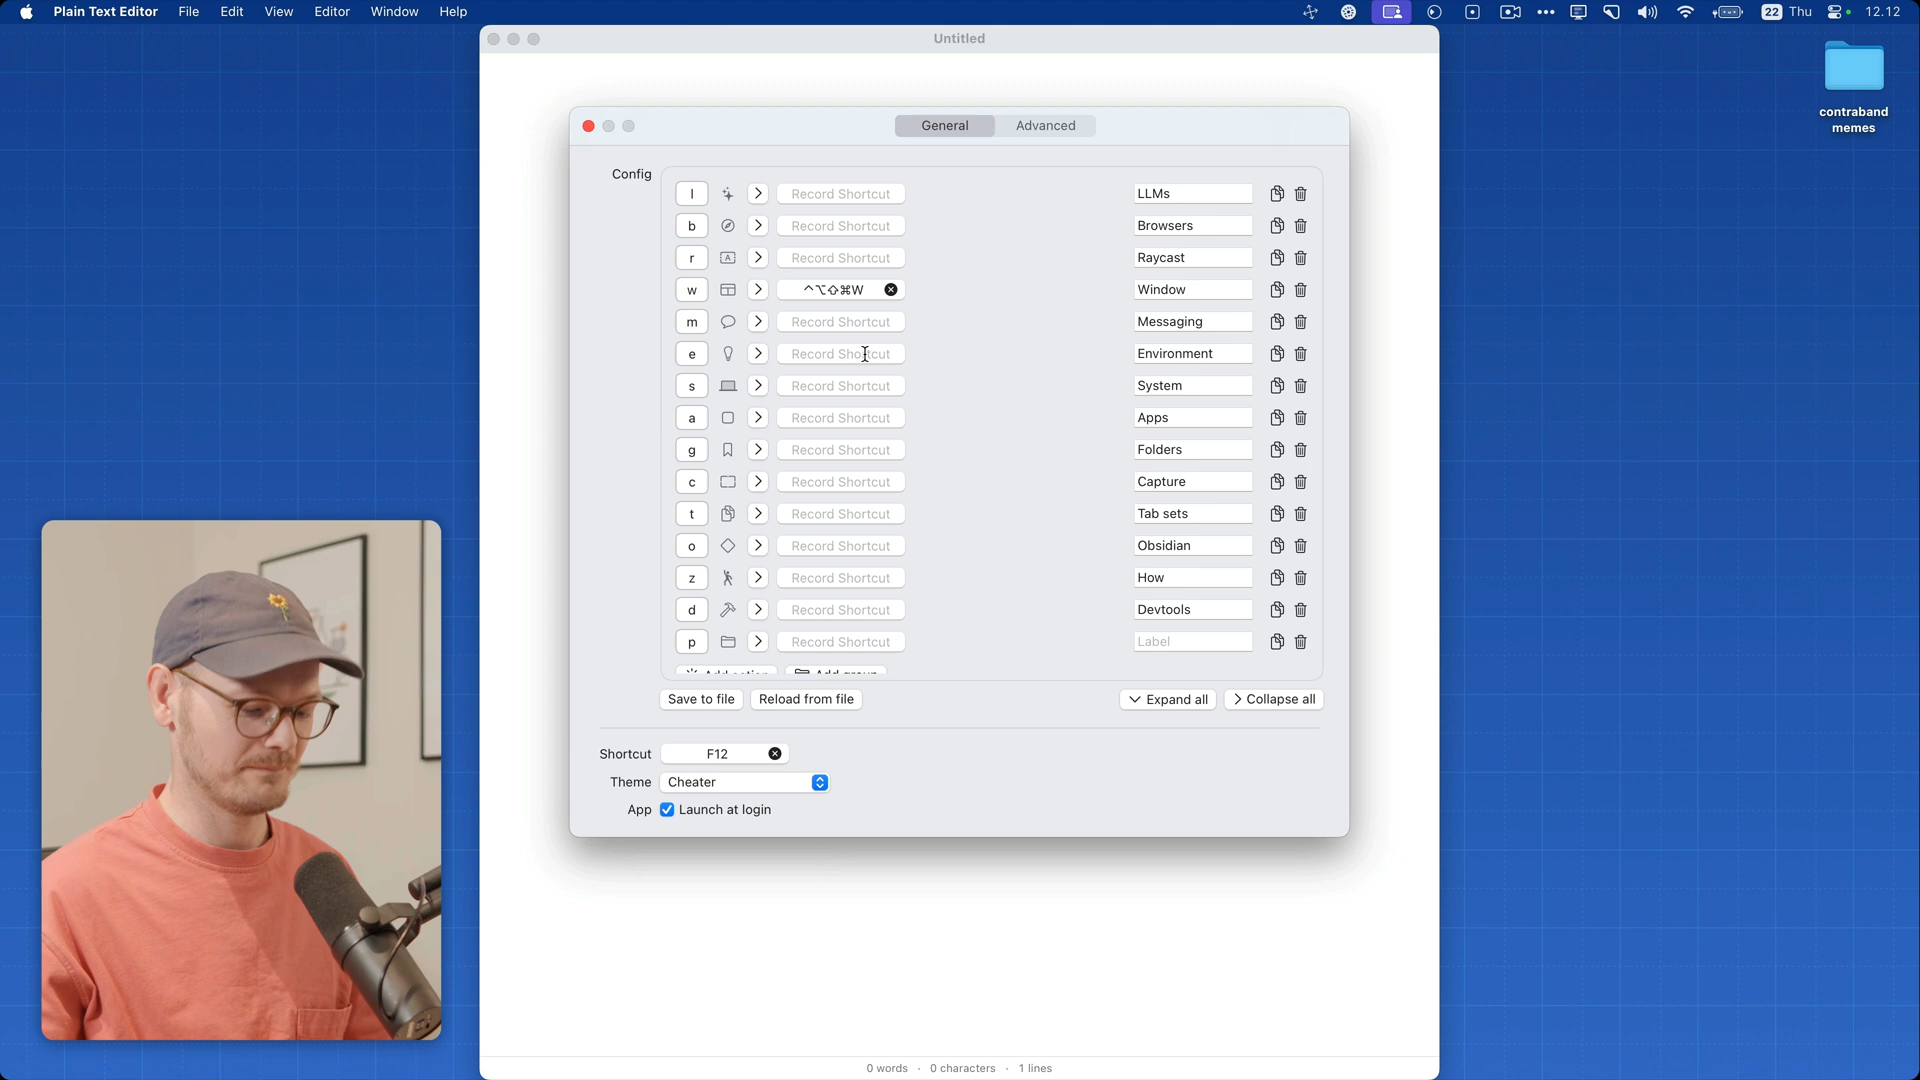 Plain Text Editor File Edit View Editor Window Help 22 Thu 12.12
Untitled
contraband
memes
General Advanced
Config
l Record Shortcut LLMs
b Record Shortcut Browsers
r A Record Shortcut Raycast
w ^⌥⇧⌘W Window
m Record Shortcut Messaging
e Record Shortcut Environment
s Record Shortcut System
a Record Shortcut Apps
g Record Shortcut Folders
c Record Shortcut Capture
t Record Shortcut Tab sets
o Record Shortcut Obsidian
z Record Shortcut How
d Record Shortcut Devtools
p Record Shortcut Label
Add action Add group
Save to file Reload from file Expand all Collapse all
Shortcut F12
Theme Cheater
App Launch at login
0 words · 0 characters · 1 lines